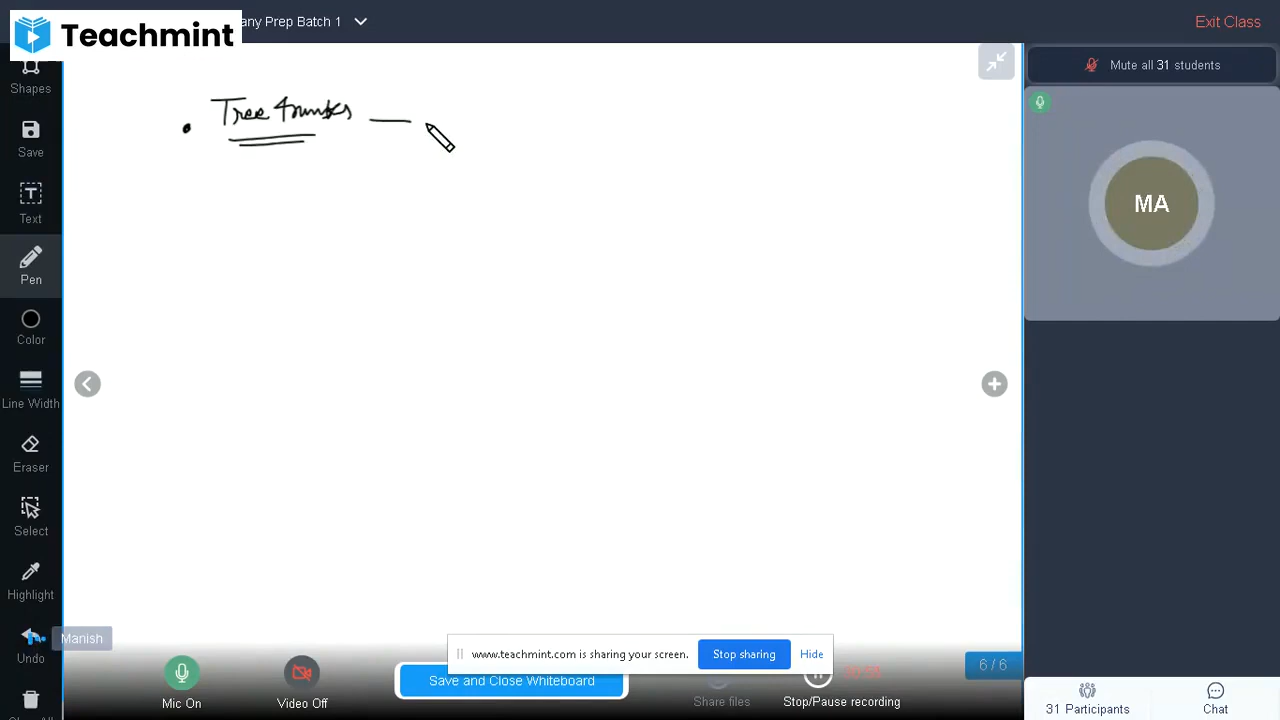 Teachmint
any Prep Batch 1
Exit Class
Mute all 31 students
Shapes
Save
Text
Pen
Color
Line Width
Eraser
Select
Highlight
Undo
Manish
Tree trunks —
MA
www.teachmint.com is sharing your screen.
Stop sharing
Hide
6 / 6
Mic On
Video Off
Save and Close Whiteboard
Share files
Stop/Pause recording
31 Participants
Chat